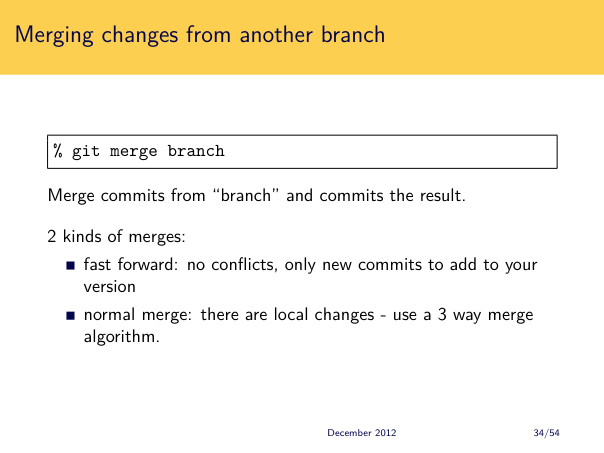 Merging changes from another branch
% git merge branch
Merge commits from “branch” and commits the result.
2 kinds of merges:
fast forward: no conflicts, only new commits to add to your
version
normal merge: there are local changes - use a 3 way merge
algorithm.
December 2012
34/54